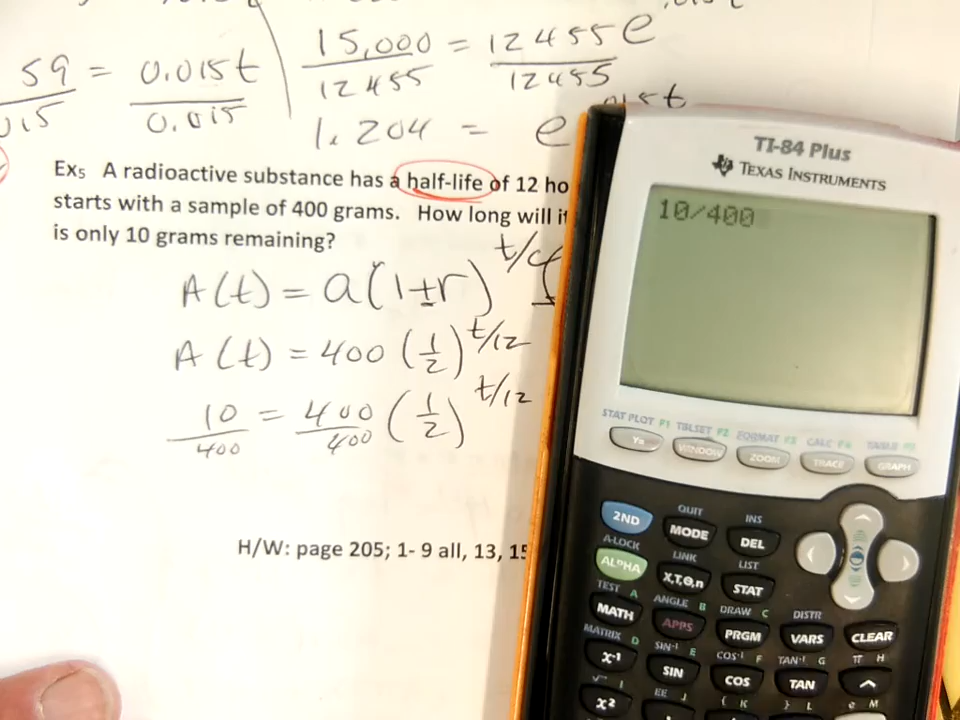 59 = 0.015t
0.015
15,000 = 12455e
12455 12455
1.204 = e
Ex5 A radioactive substance has a half-life of 12 ho
starts with a sample of 400 grams. How long will it
is only 10 grams remaining?
A(t) = a(1±r)^t/
A(t) = 400 (1/2)^t/12
10 = 400 (1/2)^t/12
400 400
H/W: page 205; 1- 9 all, 13, 15
TI-84 Plus
TEXAS INSTRUMENTS
10/400
STAT PLOT F1 TBLSET F2 FORMAT F3 CALC F4 TABLE F5
Y= WINDOW ZOOM TRACE GRAPH
QUIT INS
2ND MODE DEL
A-LOCK LINK LIST
ALPHA X,T,Θ,n STAT
TEST A ANGLE B DRAW C DISTR
MATH APPS PRGM VARS CLEAR
MATRIX D SIN⁻¹ E COS⁻¹ F TAN⁻¹ G π H
x⁻¹ SIN COS TAN ^
√ I EE J { K } L e M
x²